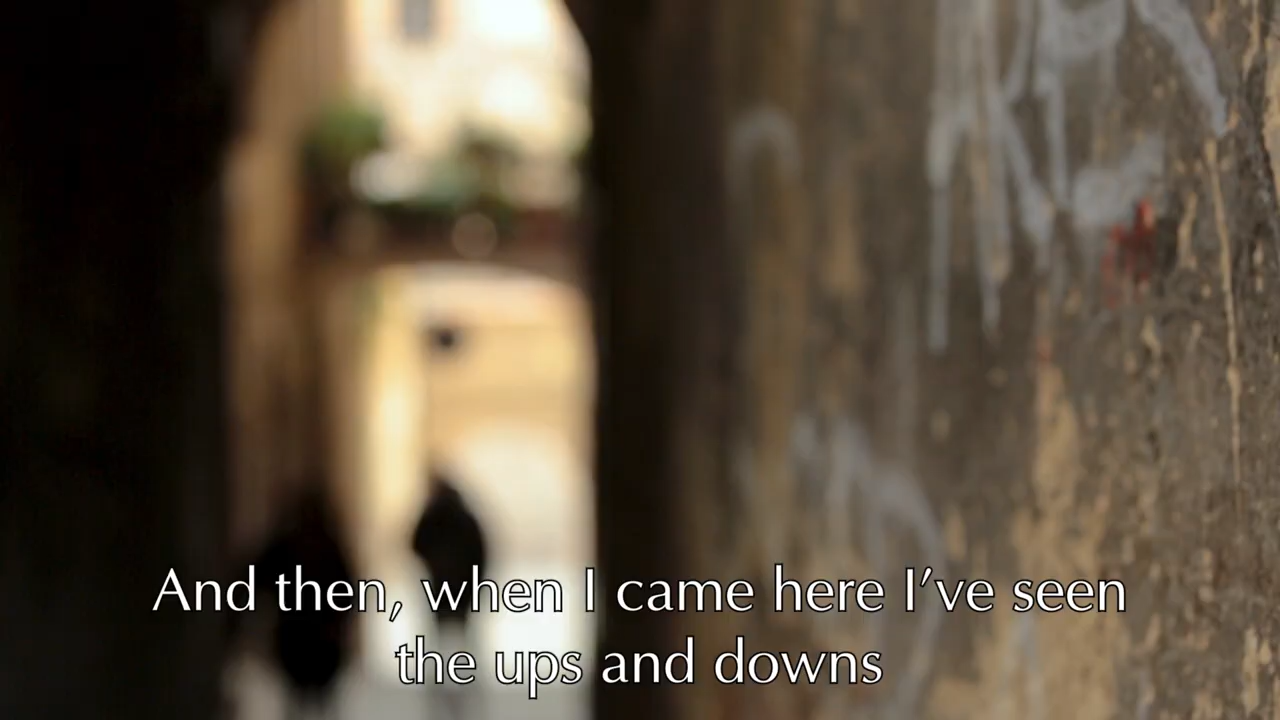 And then, when I came here I've seen
the ups and downs